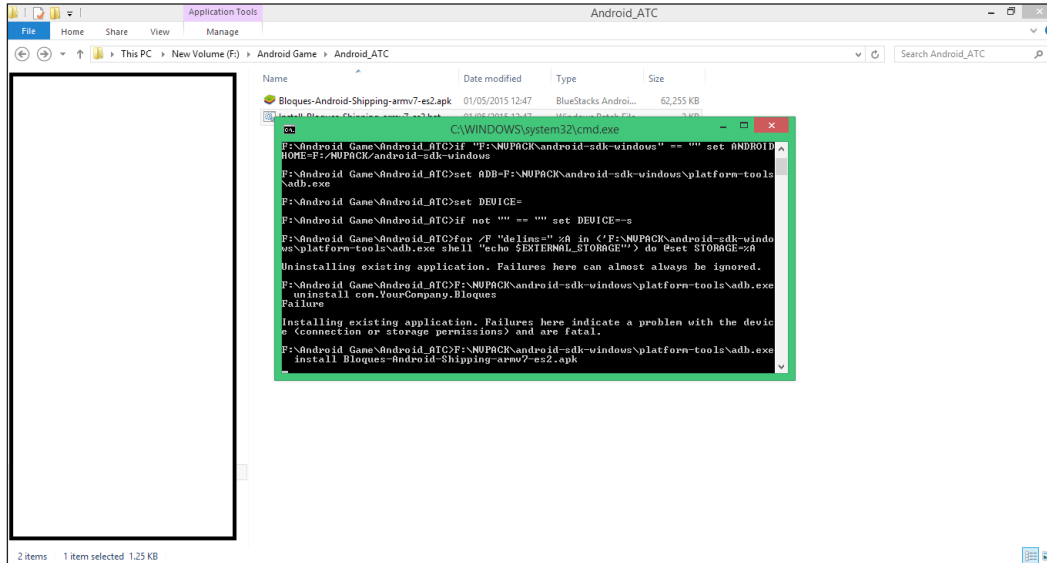 Application Tools
Android_ATC
File Home Share View Manage
This PC New Volume (F:) Android Game Android_ATC
Search Android_ATC
Name Date modified Type Size
Bloques-Android-Shipping-armv7-es2.apk 01/05/2015 12:47 BlueStacks Androi... 62,255 KB
C:\WINDOWS\system32\cmd.exe
F:\Android Game\Android_ATC>if "F:\NVPACK\android-sdk-windows" == "" set ANDROID
HOME=F:/NVPACK/android-sdk-windows
F:\Android Game\Android_ATC>set ADB=F:\NVPACK\android-sdk-windows\platform-tools
\adb.exe
F:\Android Game\Android_ATC>set DEVICE=
F:\Android Game\Android_ATC>if not "" == "" set DEVICE=-s
F:\Android Game\Android_ATC>for /F "delims=" %A in ('F:\NVPACK\android-sdk-windo
ws\platform-tools\adb.exe shell "echo $EXTERNAL_STORAGE"') do @set STORAGE=%A
Uninstalling existing application. Failures here can almost always be ignored.
F:\Android Game\Android_ATC>F:\NVPACK\android-sdk-windows\platform-tools\adb.exe
uninstall com.YourCompany.Bloques
Failure
Installing existing application. Failures here indicate a problem with the devic
e (connection or storage permissions) and are fatal.
F:\Android Game\Android_ATC>F:\NVPACK\android-sdk-windows\platform-tools\adb.exe
install Bloques-Android-Shipping-armv7-es2.apk
2 items 1 item selected 1.25 KB